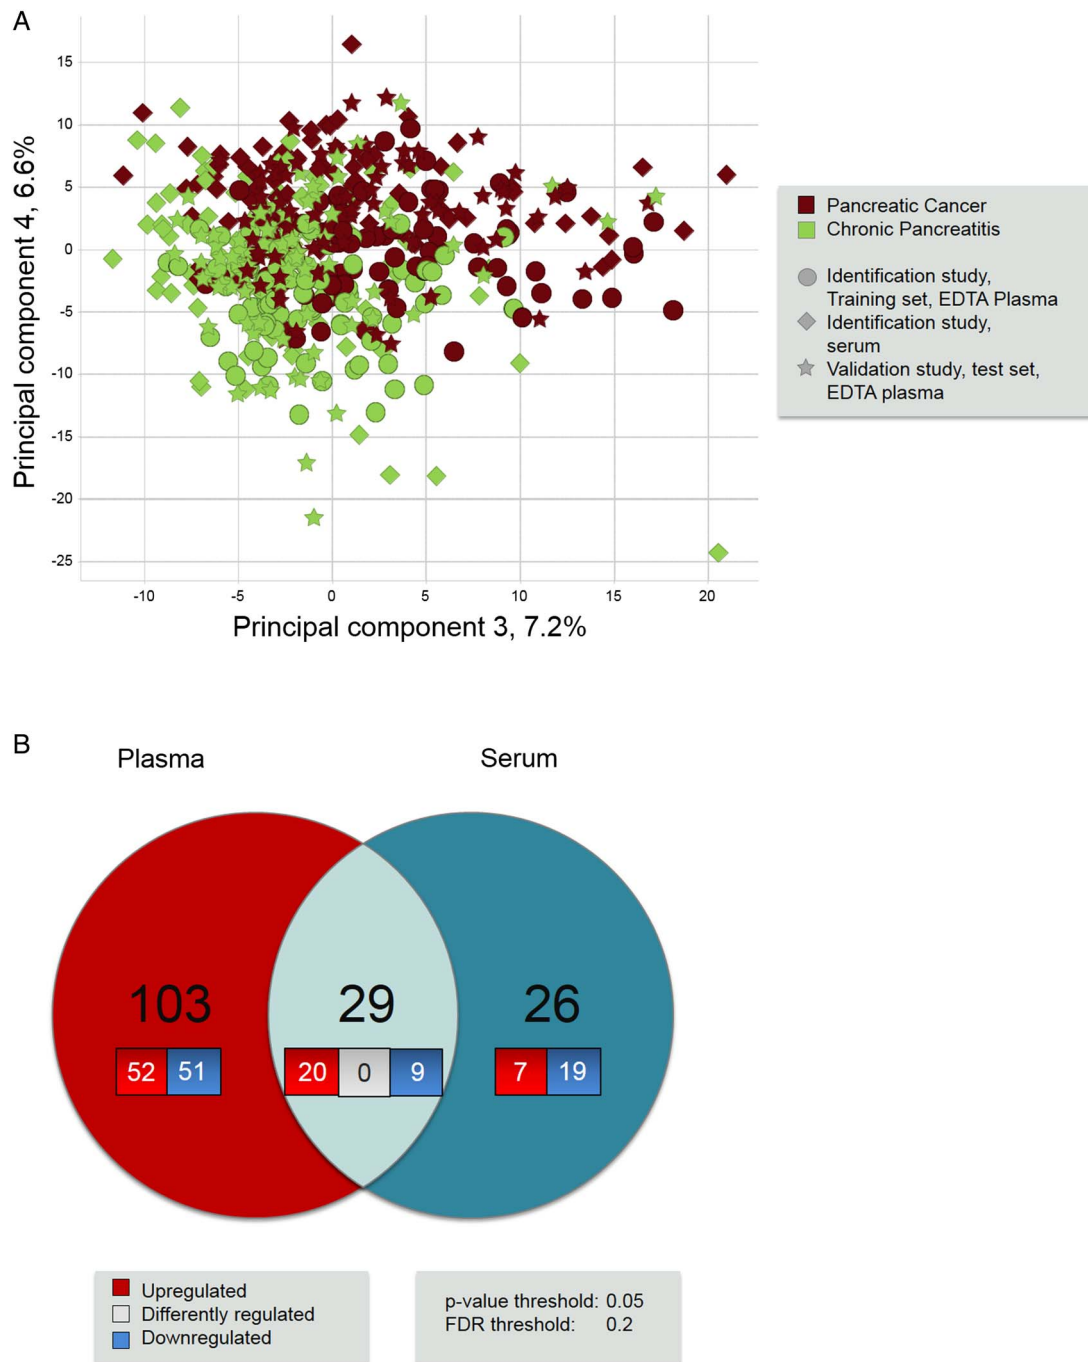 A
Principal component 4, 6.6%
15
10
5
0
-5
-10
-15
-20
-25
-10
-5
0
5
10
15
20
Principal component 3, 7.2%
Pancreatic Cancer
Chronic Pancreatitis
Identification study,
Training set, EDTA Plasma
Identification study,
serum
Validation study, test set,
EDTA plasma
B
Plasma
Serum
103
29
26
52
51
20
0
9
7
19
Upregulated
Differently regulated
Downregulated
p-value threshold: 0.05
FDR threshold: 0.2